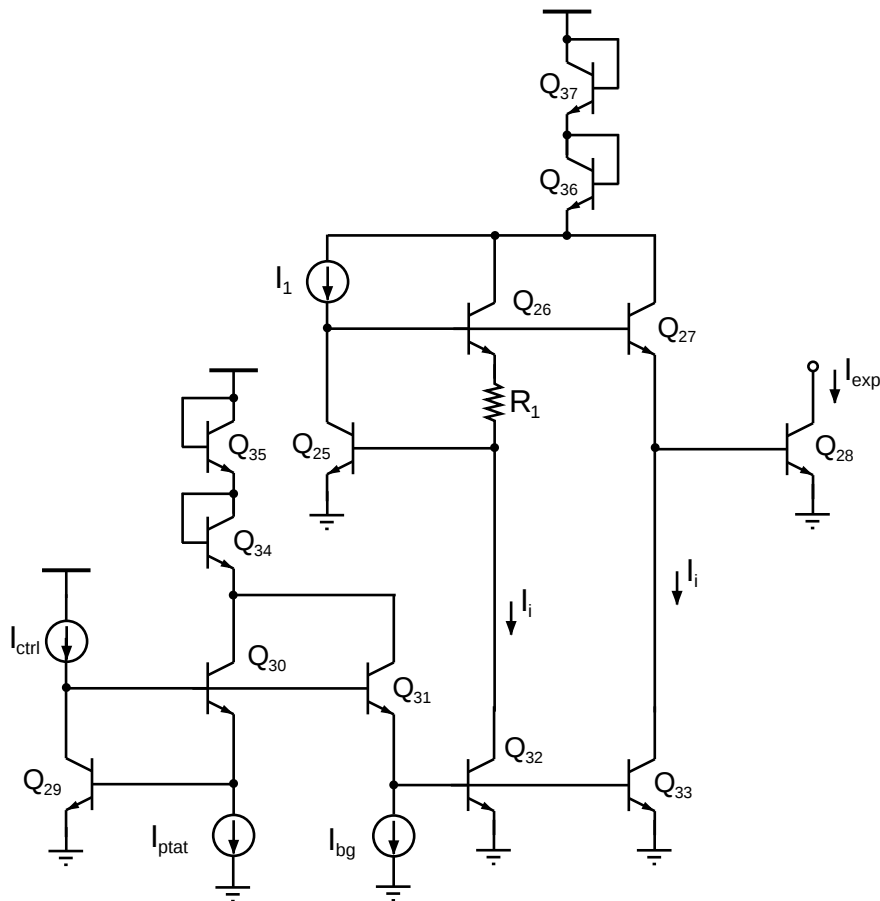 Q37
Q36
I1
Q26
Q27
Iexp
R1
Q35
Q25
Q28
Q34
Ii
Ii
Ictrl
Q30
Q31
Q32
Q29
Q33
Iptat
Ibg